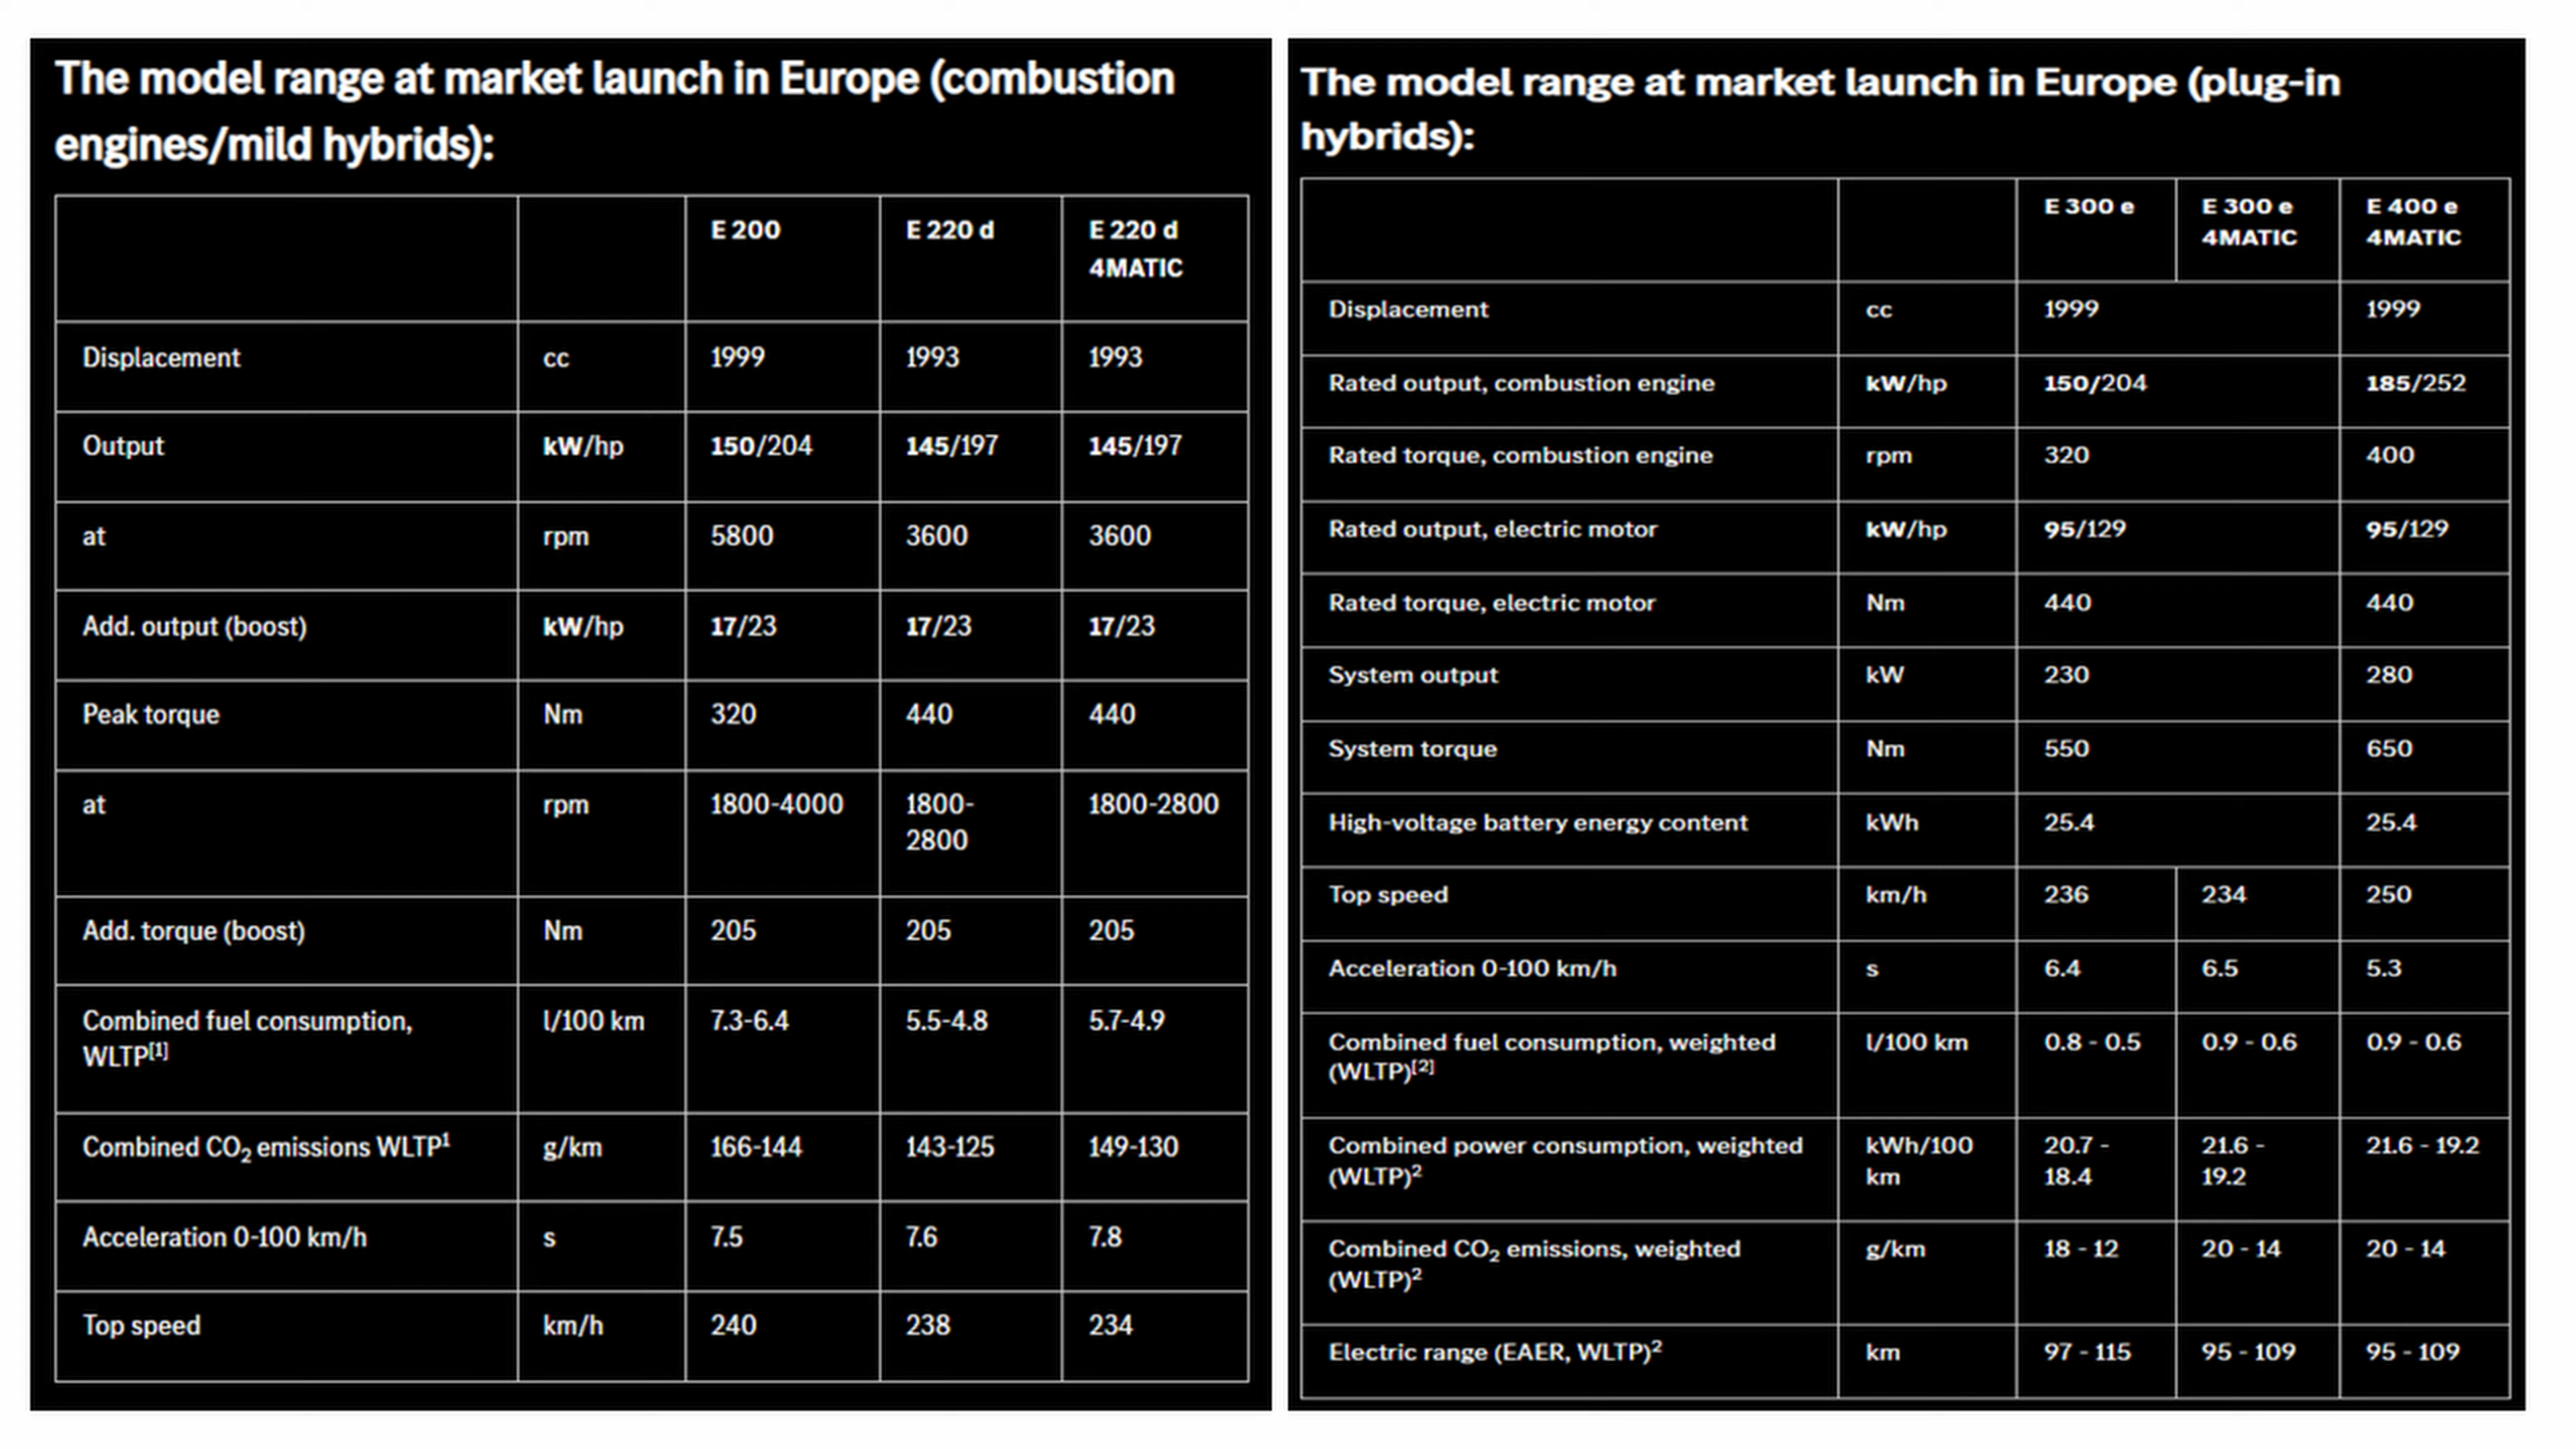 The model range at market launch in Europe (combustion
engines/mild hybrids):
E 200 E 220 d E 220 d
4MATIC
Displacement cc 1999 1993 1993
Output kW/hp 150/204 145/197 145/197
at rpm 5800 3600 3600
Add. output (boost) kW/hp 17/23 17/23 17/23
Peak torque Nm 320 440 440
at rpm 1800-4000 1800- 1800-2800
2800
Add. torque (boost) Nm 205 205 205
Combined fuel consumption, l/100 km 7.3-6.4 5.5-4.8 5.7-4.9
WLTP[1]
Combined CO₂ emissions WLTP¹ g/km 166-144 143-125 149-130
Acceleration 0-100 km/h s 7.5 7.6 7.8
Top speed km/h 240 238 234
The model range at market launch in Europe (plug-in
hybrids):
E 300 e E 300 e E 400 e
4MATIC 4MATIC
Displacement cc 1999 1999
Rated output, combustion engine kW/hp 150/204 185/252
Rated torque, combustion engine rpm 320 400
Rated output, electric motor kW/hp 95/129 95/129
Rated torque, electric motor Nm 440 440
System output kW 230 280
System torque Nm 550 650
High-voltage battery energy content kWh 25.4 25.4
Top speed km/h 236 234 250
Acceleration 0-100 km/h s 6.4 6.5 5.3
Combined fuel consumption, weighted l/100 km 0.8 - 0.5 0.9 - 0.6 0.9 - 0.6
(WLTP)[2]
Combined power consumption, weighted kWh/100 20.7 - 21.6 - 21.6 - 19.2
(WLTP)² km 18.4 19.2
Combined CO₂ emissions, weighted g/km 18 - 12 20 - 14 20 - 14
(WLTP)²
Electric range (EAER, WLTP)² km 97 - 115 95 - 109 95 - 109